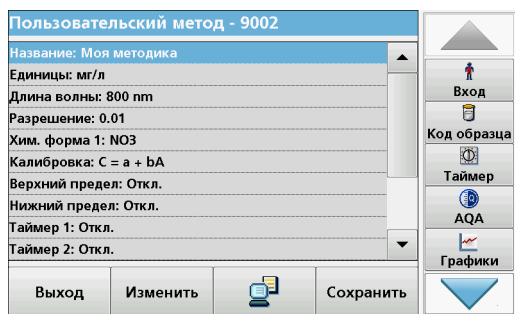 Пользовательский метод - 9002
Название: Моя методика
Единицы: мг/л
Длина волны: 800 nm
Разрешение: 0.01
Хим. форма 1: NO3
Калибровка: C = a + bA
Верхний предел: Откл.
Нижний предел: Откл.
Таймер 1: Откл.
Таймер 2: Откл.
Выход
Изменить
Сохранить
Вход
Код образца
Таймер
AQA
Графики